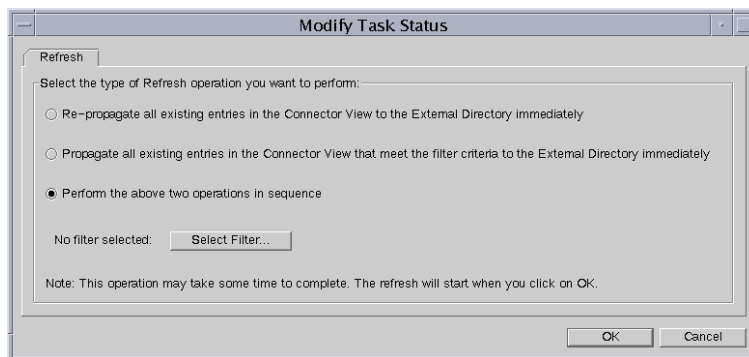 Modify Task Status
Refresh
Select the type of Refresh operation you want to perform:
Re-propagate all existing entries in the Connector View to the External Directory immediately
Propagate all existing entries in the Connector View that meet the filter criteria to the External Directory immediately
Perform the above two operations in sequence
No filter selected: Select Filter...
Note: This operation may take some time to complete. The refresh will start when you click on OK.
OK Cancel